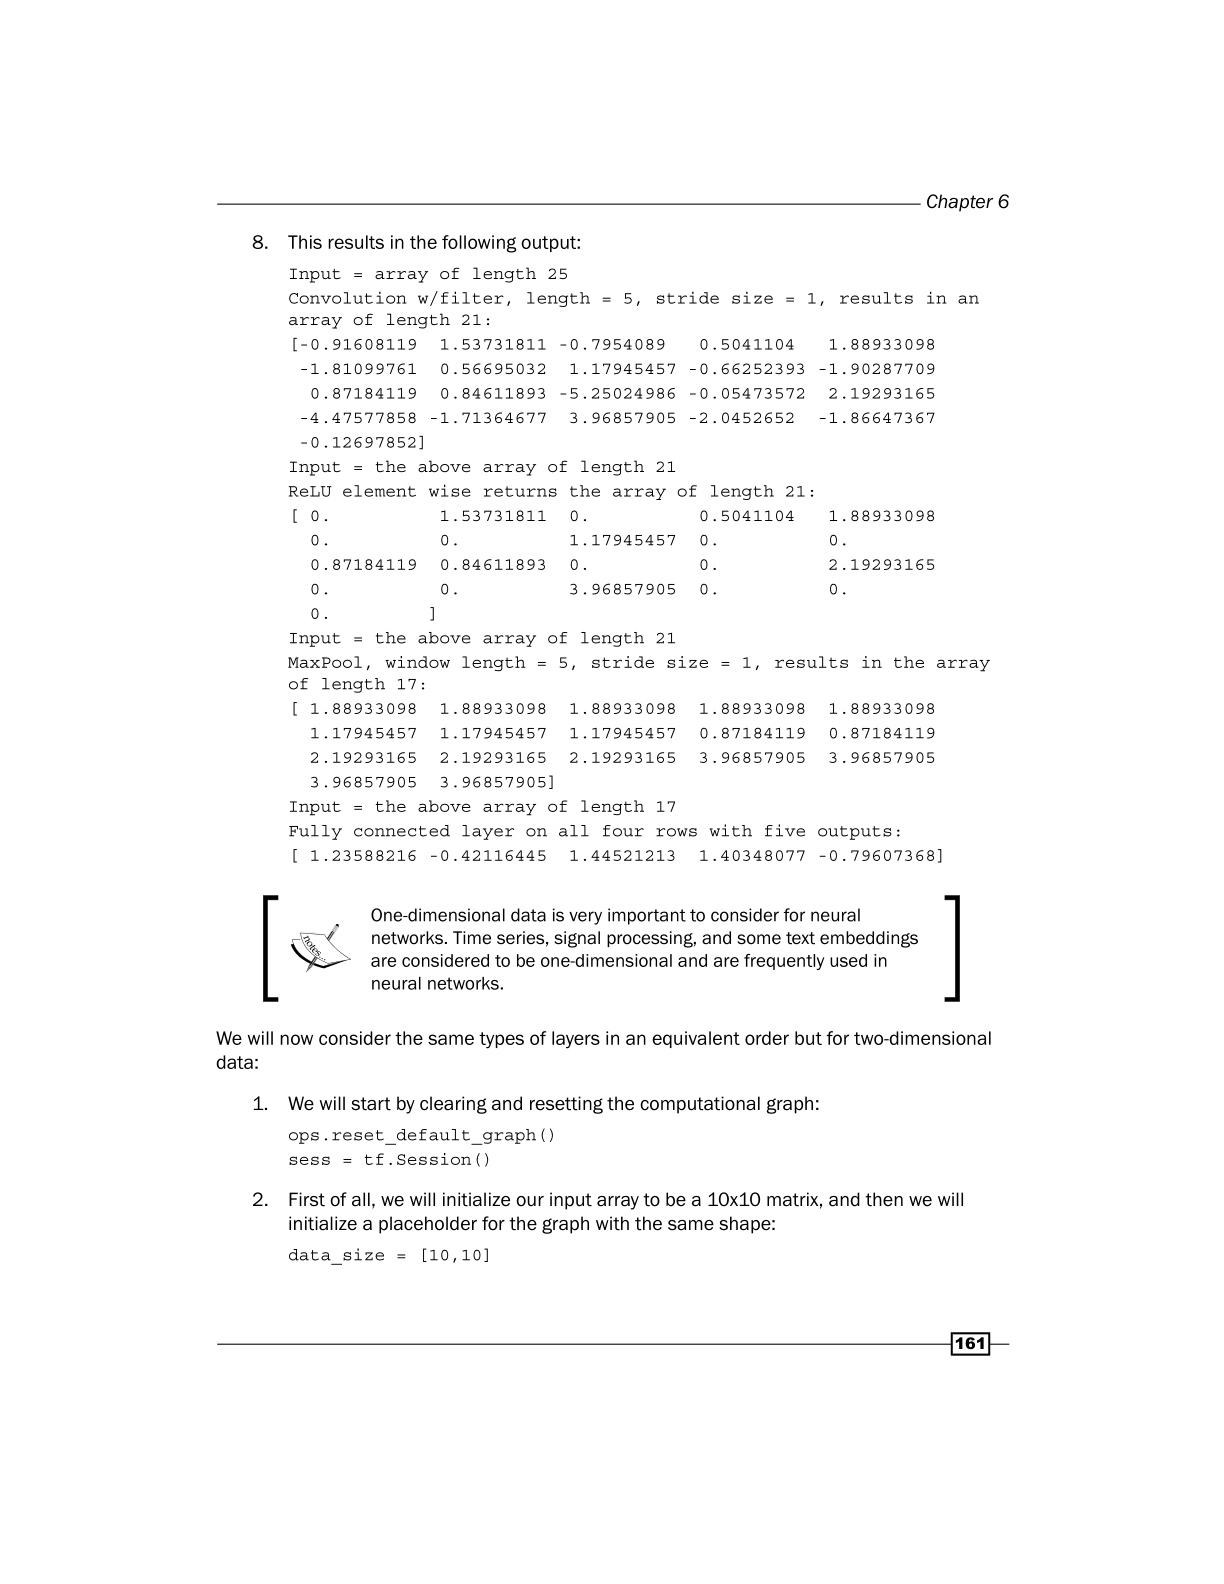 Chapter 6
8. This results in the following output:
Input = array of length 25
Convolution w/filter, length = 5, stride size = 1, results in an
array of length 21:
[-0.91608119  1.53731811 -0.7954089   0.5041104   1.88933098
 -1.81099761  0.56695032  1.17945457 -0.66252393 -1.90287709
  0.87184119  0.84611893 -5.25024986 -0.05473572  2.19293165
 -4.47577858 -1.71364677  3.96857905 -2.0452652  -1.86647367
 -0.12697852]
Input = the above array of length 21
ReLU element wise returns the array of length 21:
[ 0.          1.53731811  0.          0.5041104   1.88933098
  0.          0.          1.17945457  0.          0.
  0.87184119  0.84611893  0.          0.          2.19293165
  0.          0.          3.96857905  0.          0.
  0.         ]
Input = the above array of length 21
MaxPool, window length = 5, stride size = 1, results in the array
of length 17:
[ 1.88933098  1.88933098  1.88933098  1.88933098  1.88933098
  1.17945457  1.17945457  1.17945457  0.87184119  0.87184119
  2.19293165  2.19293165  2.19293165  3.96857905  3.96857905
  3.96857905  3.96857905]
Input = the above array of length 17
Fully connected layer on all four rows with five outputs:
[ 1.23588216 -0.42116445  1.44521213  1.40348077 -0.79607368]
notes...
One-dimensional data is very important to consider for neural
networks. Time series, signal processing, and some text embeddings
are considered to be one-dimensional and are frequently used in
neural networks.
We will now consider the same types of layers in an equivalent order but for two-dimensional
data:
1. We will start by clearing and resetting the computational graph:
ops.reset_default_graph()
sess = tf.Session()
2. First of all, we will initialize our input array to be a 10x10 matrix, and then we will
initialize a placeholder for the graph with the same shape:
data_size = [10,10]
161